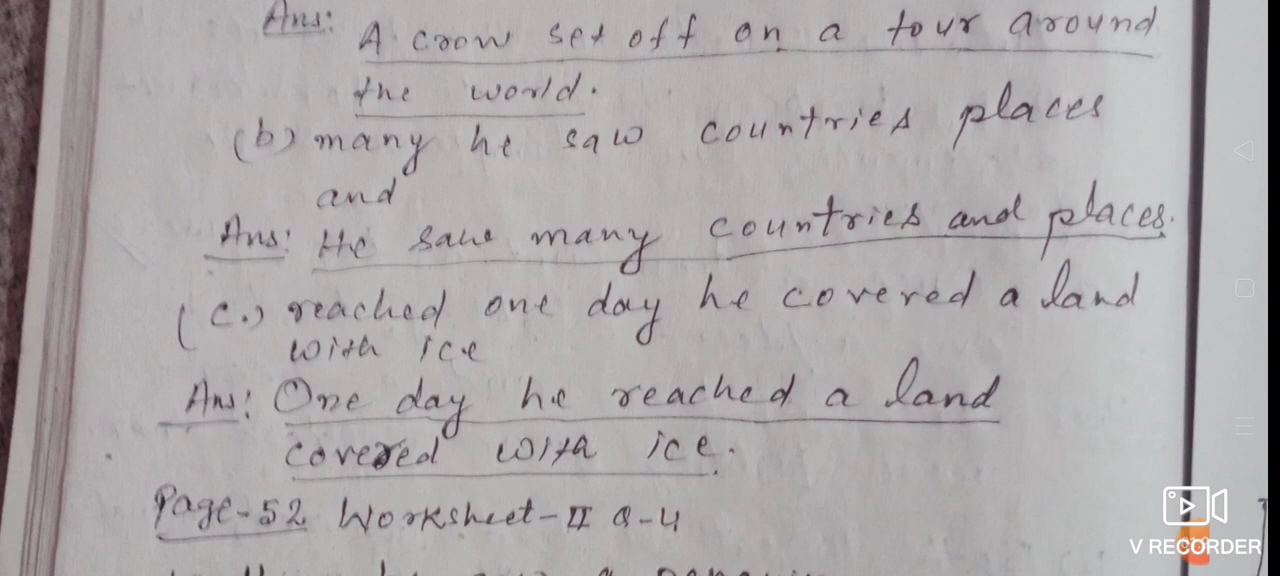 Ans: A crow set off on a tour around
the world.
(b) many he saw countries places
and
Ans: He saw many countries and places.
(c.) reached one day he covered a land
with ice
Ans: One day he reached a land
covered with ice.
Page-52 Worksheet-II Q-4
V RECORDER